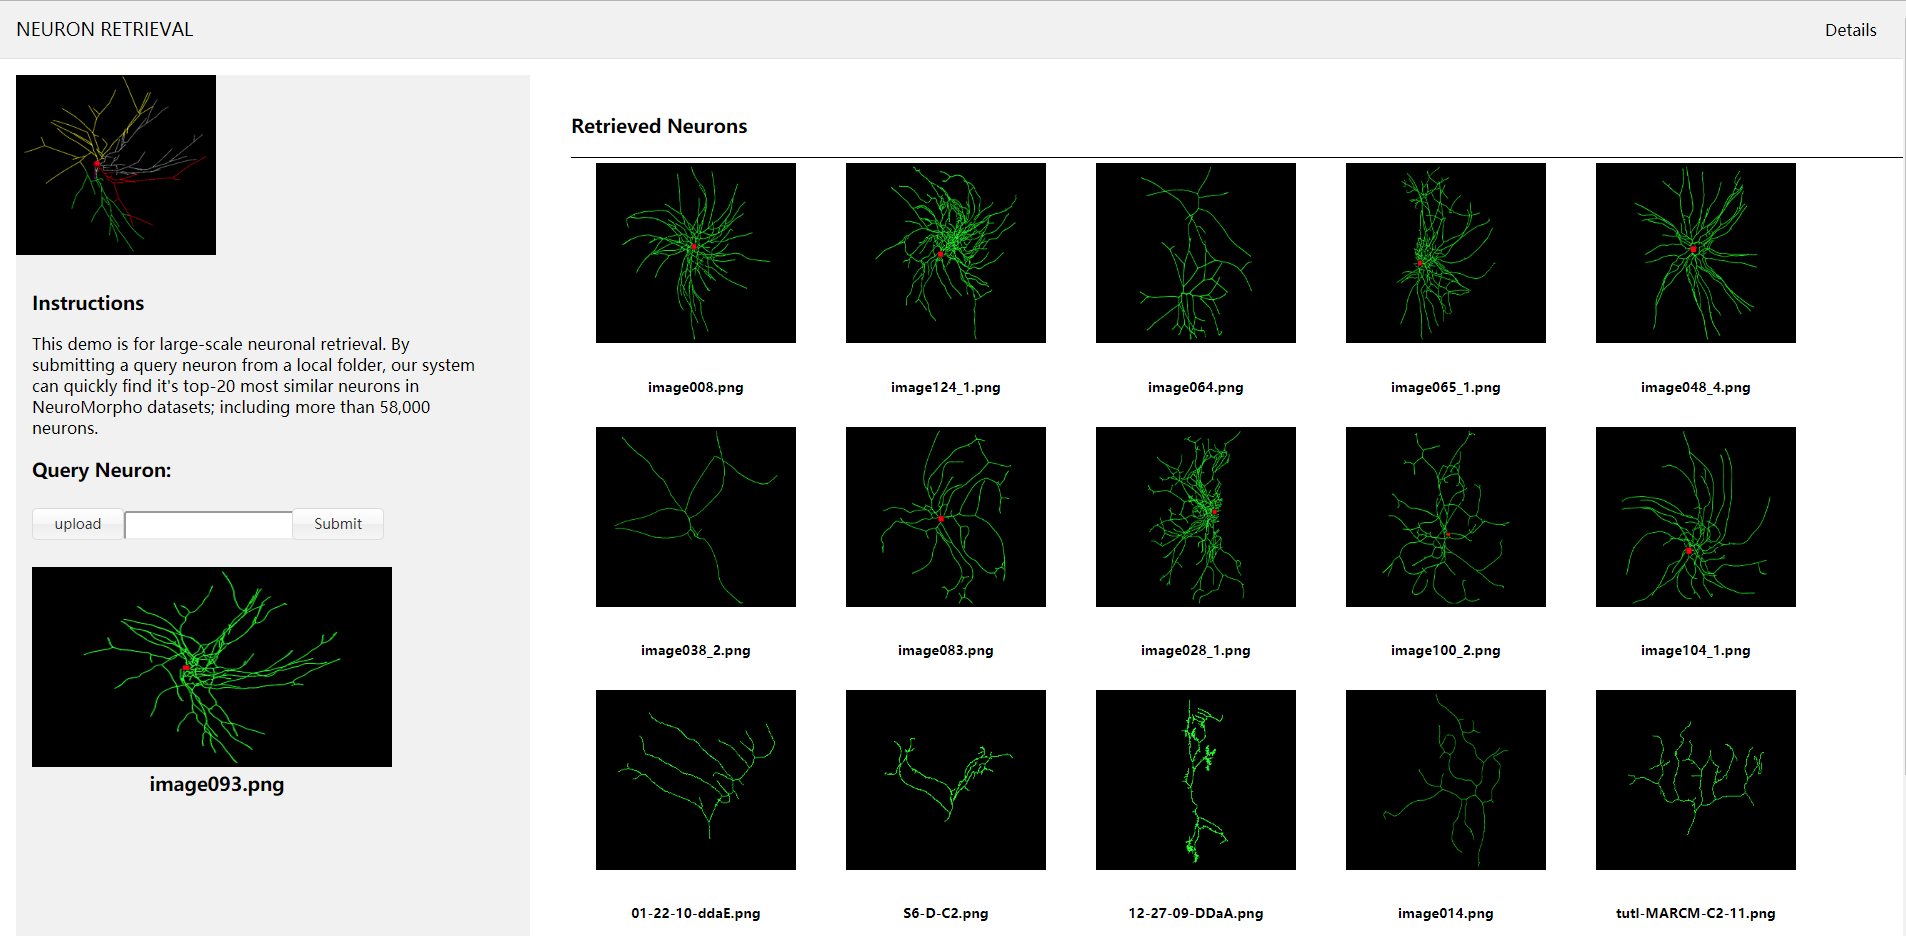 NEURON RETRIEVAL
Details
Instructions
This demo is for large-scale neuronal retrieval. By
submitting a query neuron from a local folder, our system
can quickly find it's top-20 most similar neurons in
NeuroMorpho datasets; including more than 58,000
neurons.
Query Neuron:
upload
Submit
image093.png
Retrieved Neurons
image008.png
image124_1.png
image064.png
image065_1.png
image048_4.png
image038_2.png
image083.png
image028_1.png
image100_2.png
image104_1.png
01-22-10-ddaE.png
S6-D-C2.png
12-27-09-DDaA.png
image014.png
tutl-MARCM-C2-11.png